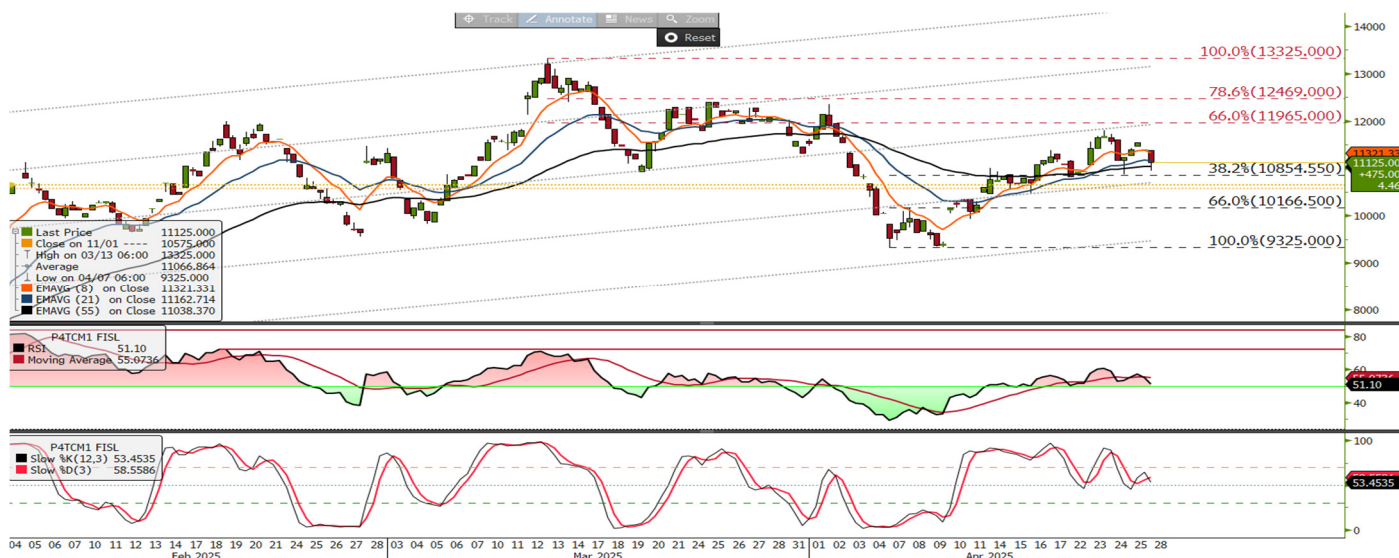 Track Annotate News Zoom
Reset
14000
100.0%(13325.000)
13000
78.6%(12469.000)
66.0%(11965.000)
12000
11321.33
11125.00
+475.00
4.46
38.2%(10854.550)
66.0%(10166.500)
10000
100.0%(9325.000)
9000
8000
Last Price 11125.000
Close on 11/01 ---- 10575.000
High on 03/13 06:00 13325.000
Average 11066.864
Low on 04/07 06:00 9325.000
EMAVG (8) on Close 11321.331
EMAVG (21) on Close 11162.714
EMAVG (55) on Close 11038.370
P4TCM1 FISL
RSI 51.10
Moving Average 55.0736
80
60
51.10
40
P4TCM1 FISL
Slow %K(12,3) 53.4535
Slow %D(3) 58.5586
100
53.4535
0
04 05 06 07 10 11 12 13 14 17 18 19 20 21 24 25 26 27 28 03 04 05 06 07 10 11 12 13 14 17 18 19 20 21 24 25 26 27 28 31 01 02 03 04 07 08 09 10 11 14 15 16 17 22 23 24 25 28
Feb 2025 Mar 2025 Apr 2025